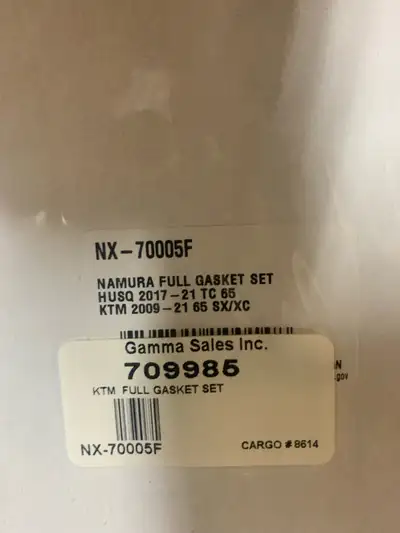 NX-70005F
NAMURA FULL GASKET SET
HUSQ 2017-21 TC 65
KTM 2009-21 65 SX/XC
Gamma Sales Inc.
709985
KTM FULL GASKET SET
NX-70005F
CARGO # 8614
.gov